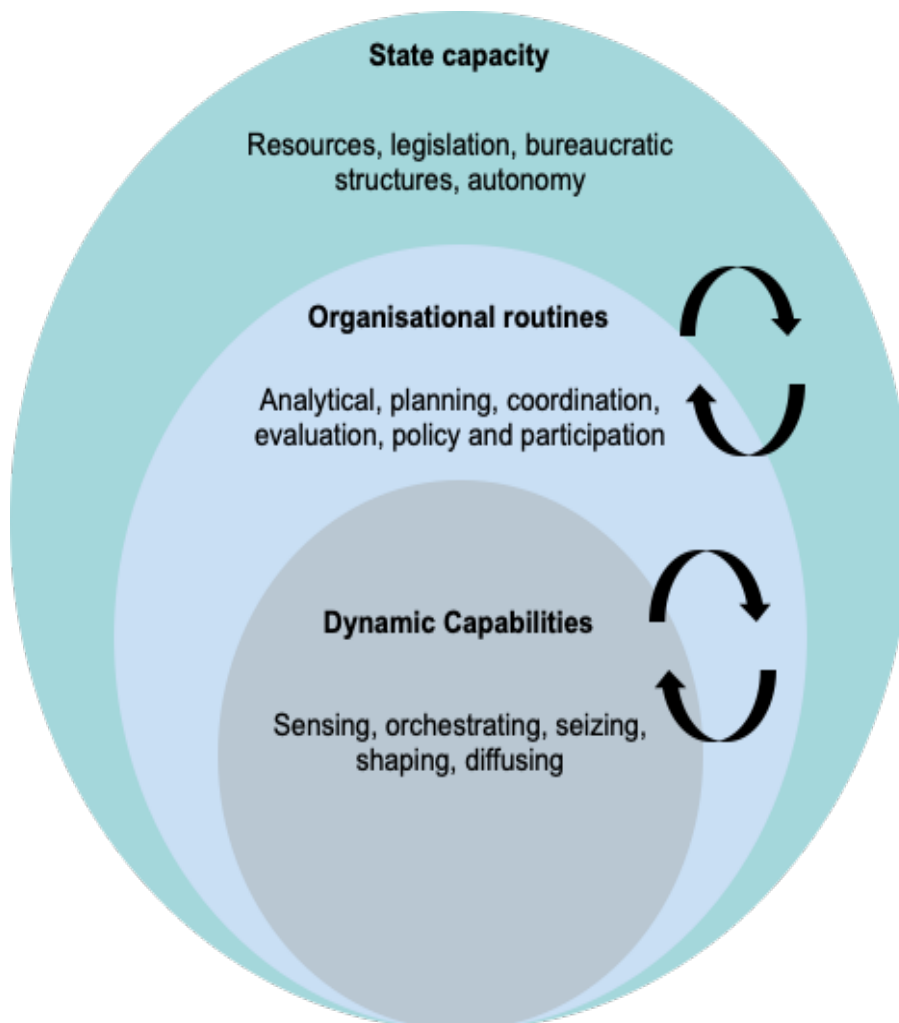 State capacity
Resources, legislation, bureaucratic
structures, autonomy
Organisational routines
Analytical, planning, coordination,
evaluation, policy and participation
Dynamic Capabilities
Sensing, orchestrating, seizing,
shaping, diffusing